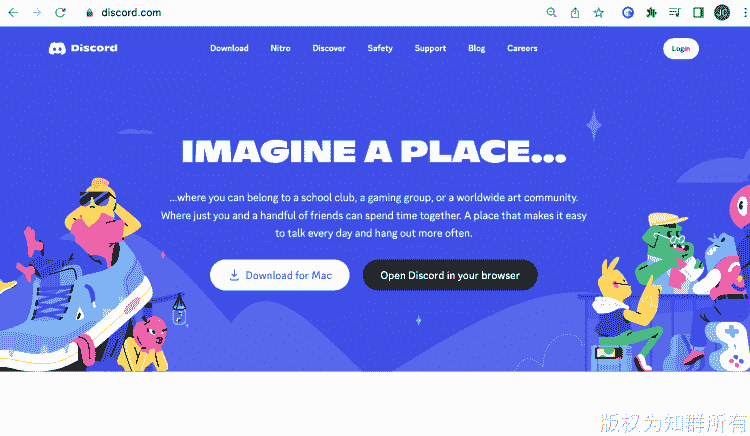 discord.com
JC
Discord
Download Nitro Discover Safety Support Blog Careers
Login
IMAGINE A PLACE...
...where you can belong to a school club, a gaming group, or a worldwide art community.
Where just you and a handful of friends can spend time together. A place that makes it easy
to talk every day and hang out more often.
Download for Mac
Open Discord in your browser
版权为知群所有